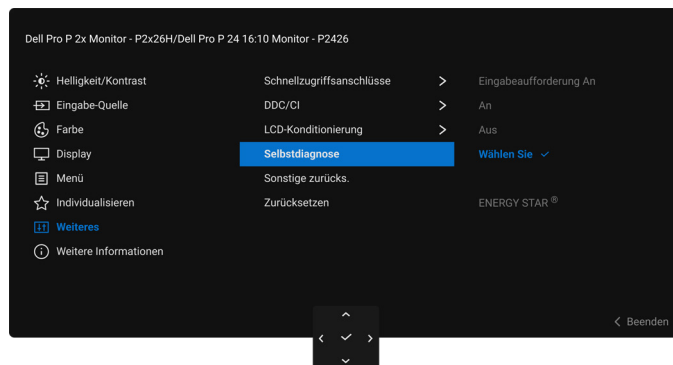 Dell Pro P 2x Monitor - P2x26H/Dell Pro P 24 16:10 Monitor - P2426
Helligkeit/Kontrast Schnellzugriffsanschlüsse Eingabeaufforderung An
Eingabe-Quelle DDC/CI An
Farbe LCD-Konditionierung Aus
Display Selbstdiagnose Wählen Sie
Menü Sonstige zurücks.
Individualisieren Zurücksetzen ENERGY STAR ®
Weiteres
Weitere Informationen
Beenden